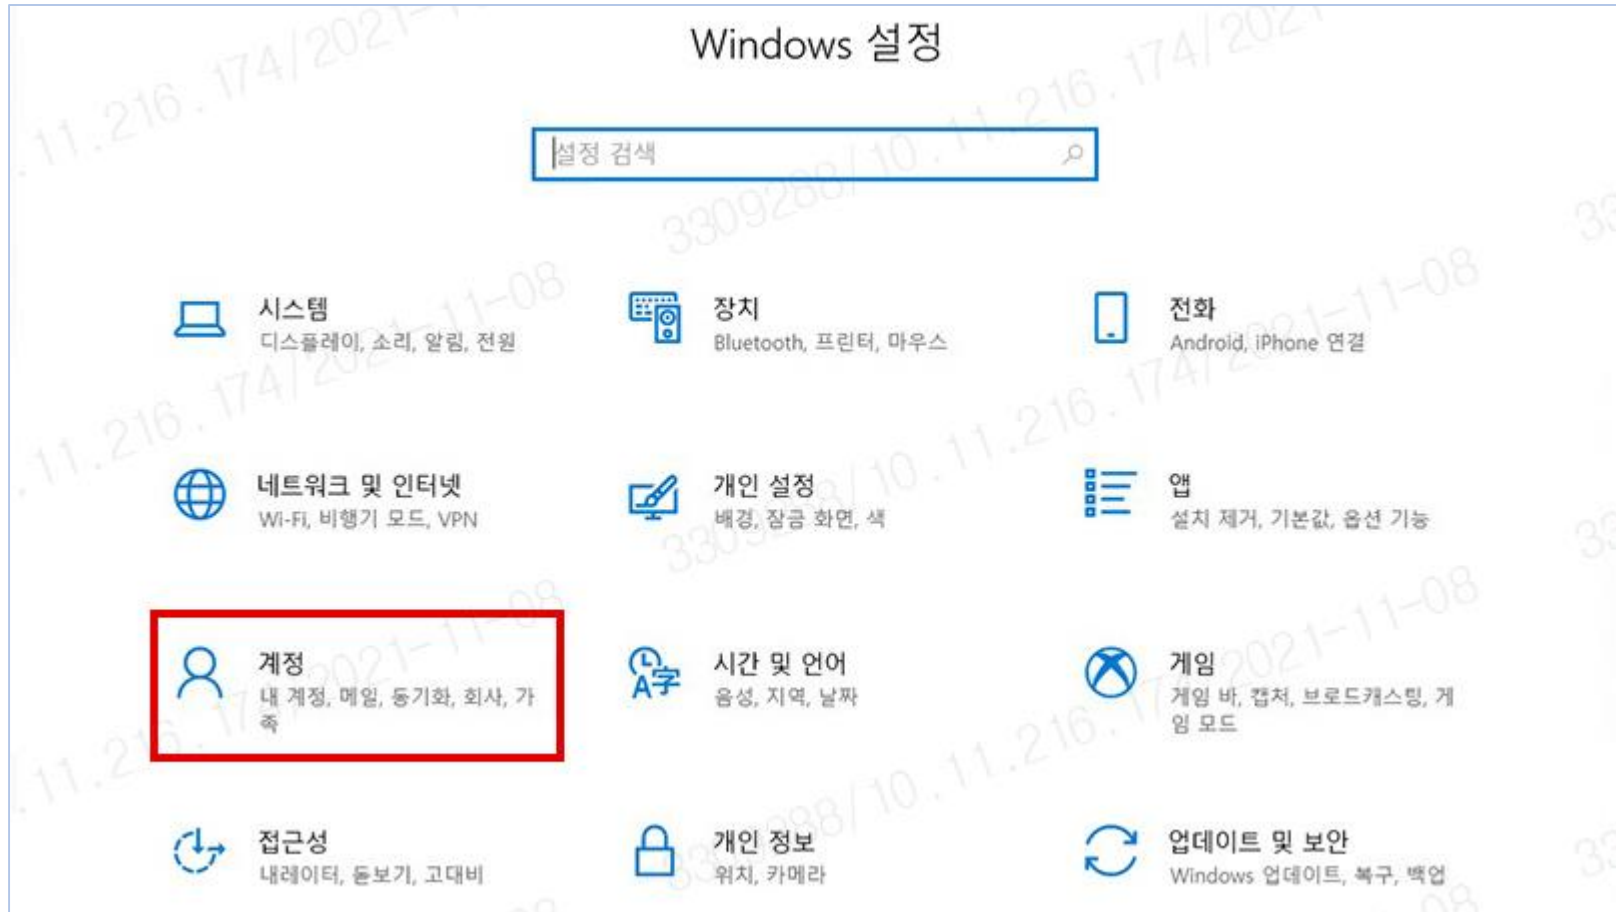 Windows 설정
설정 검색
시스템
디스플레이, 소리, 알림, 전원
장치
Bluetooth, 프린터, 마우스
전화
Android, iPhone 연결
네트워크 및 인터넷
Wi-Fi, 비행기 모드, VPN
개인 설정
배경, 잠금 화면, 색
앱
설치 제거, 기본값, 옵션 기능
계정
내 계정, 메일, 동기화, 회사, 가
족
시간 및 언어
음성, 지역, 날짜
게임
게임 바, 캡처, 브로드캐스팅, 게
임 모드
접근성
내레이터, 돋보기, 고대비
개인 정보
위치, 카메라
업데이트 및 보안
Windows 업데이트, 복구, 백업
3309288/10.11.216.174/2021-11-08